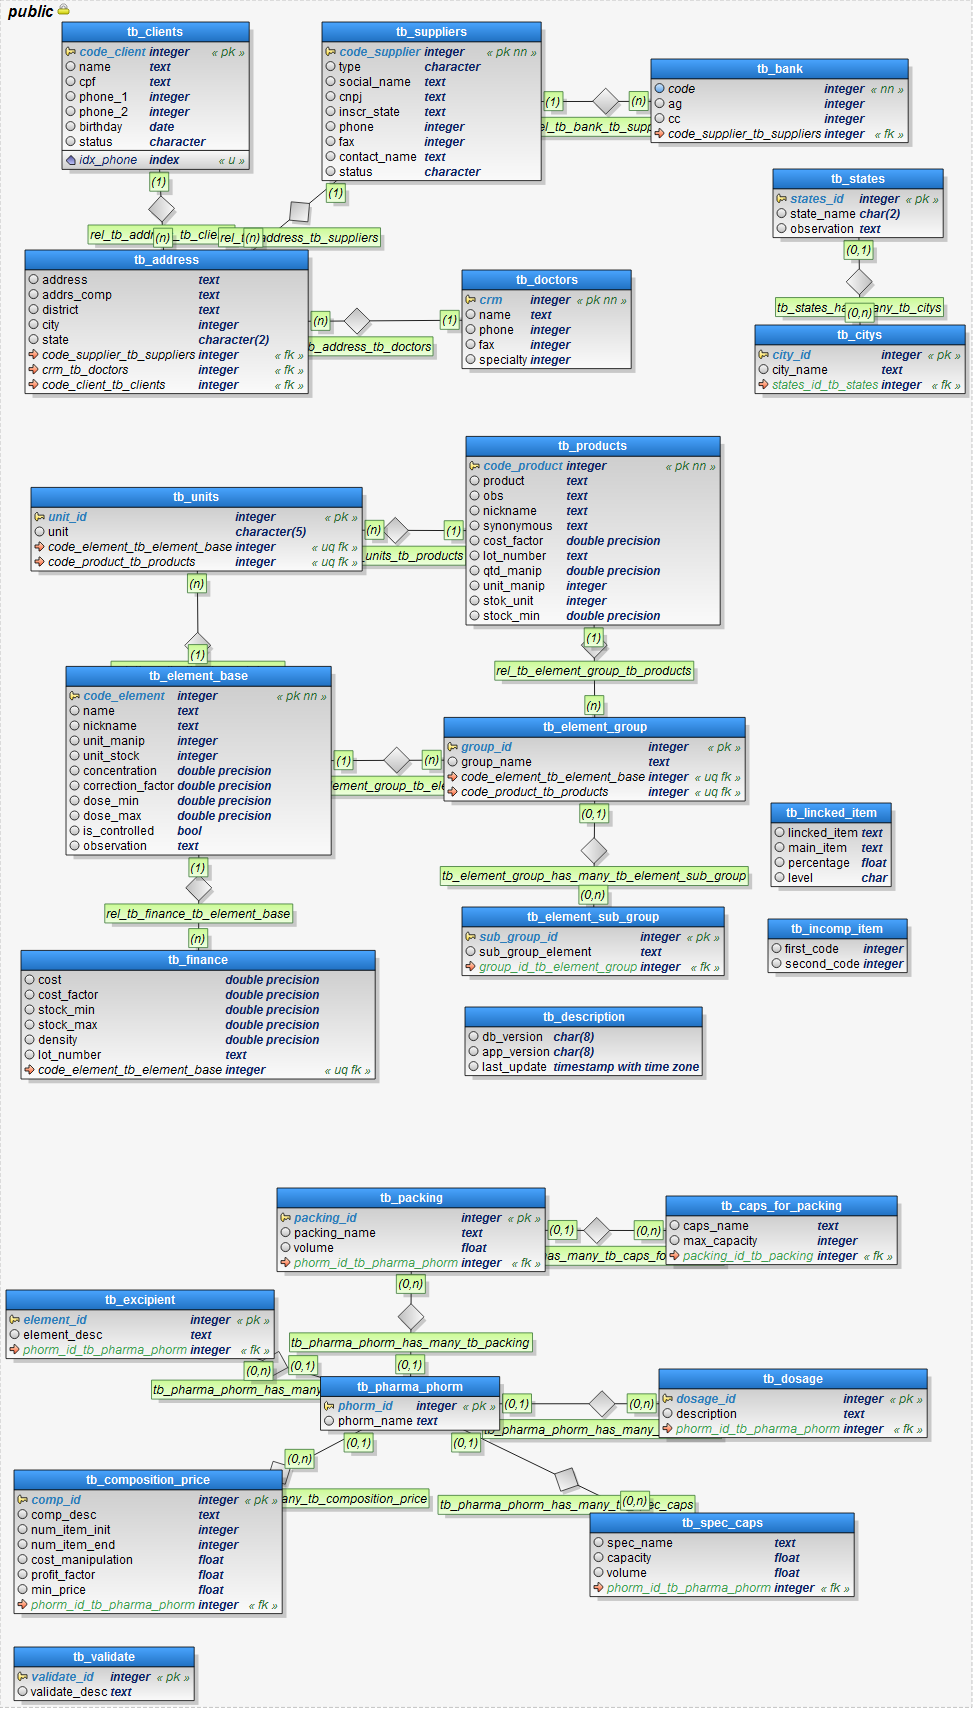 public
tb_clients
code_client integer « pk »
name text
cpf text
phone_1 integer
phone_2 integer
birthday date
status character
idx_phone index « u »
tb_suppliers
code_supplier integer « pk nn »
type character
social_name text
cnpj text
inscr_state text
phone integer
fax integer
contact_name text
status character
(1)
(n)
el_tb_bank_tb_supp
tb_bank
code integer « nn »
ag integer
cc integer
code_supplier_tb_suppliers integer « fk »
tb_states
states_id integer « pk »
state_name char(2)
observation text
(0,1)
tb_states_ha
any_tb_citys
(0,n)
tb_citys
city_id integer « pk »
city_name text
states_id_tb_states integer « fk »
(1)
(1)
rel_tb_addr
_tb_clie
(n)
rel_t
address_tb_suppliers
(n)
tb_address
address text
addrs_comp text
district text
city integer
state character(2)
code_supplier_tb_suppliers integer « fk »
crm_tb_doctors integer « fk »
code_client_tb_clients integer « fk »
(n)
(1)
b_address_tb_doctors
tb_doctors
crm integer « pk nn »
name text
phone integer
fax integer
specialty integer
tb_units
unit_id integer « pk »
unit character(5)
code_element_tb_element_base integer « uq fk »
code_product_tb_products integer « uq fk »
(n)
(1)
units_tb_products
tb_products
code_product integer « pk nn »
product text
obs text
nickname text
synonymous text
cost_factor double precision
lot_number text
qtd_manip double precision
unit_manip integer
stok_unit integer
stock_min double precision
(n)
(1)
(1)
rel_tb_element_group_tb_products
(n)
tb_element_base
code_element integer « pk nn »
name text
nickname text
unit_manip integer
unit_stock integer
concentration double precision
correction_factor double precision
dose_min double precision
dose_max double precision
is_controlled bool
observation text
(1)
(n)
ement_group_tb_ele
tb_element_group
group_id integer « pk »
group_name text
code_element_tb_element_base integer « uq fk »
code_product_tb_products integer « uq fk »
(0,1)
tb_element_group_has_many_tb_element_sub_group
(0,n)
tb_element_sub_group
sub_group_id integer « pk »
sub_group_element text
group_id_tb_element_group integer « fk »
tb_lincked_item
lincked_item text
main_item text
percentage float
level char
tb_incomp_item
first_code integer
second_code integer
(1)
rel_tb_finance_tb_element_base
(n)
tb_finance
cost double precision
cost_factor double precision
stock_min double precision
stock_max double precision
density double precision
lot_number text
code_element_tb_element_base integer « uq fk »
tb_description
db_version char(8)
app_version char(8)
last_update timestamp with time zone
tb_packing
packing_id integer « pk »
packing_name text
volume float
phorm_id_tb_pharma_phorm integer « fk »
(0,1)
(0,n)
as_many_tb_caps_fo
tb_caps_for_packing
caps_name text
max_capacity integer
packing_id_tb_packing integer « fk »
(0,n)
tb_pharma_phorm_has_many_tb_packing
(0,1)
tb_excipient
element_id integer « pk »
element_desc text
phorm_id_tb_pharma_phorm integer « fk »
(0,n)
(0,1)
tb_pharma_phorm_has_many
tb_pharma_phorm
phorm_id integer « pk »
phorm_name text
(0,1)
(0,n)
tb_pharma_phorm_has_many_
tb_dosage
dosage_id integer « pk »
description text
phorm_id_tb_pharma_phorm integer « fk »
(0,1)
(0,n)
any_tb_composition_price
(0,1)
tb_pharma_phorm_has_many_t
ec_caps
(0,n)
tb_composition_price
comp_id integer « pk »
comp_desc text
num_item_init integer
num_item_end integer
cost_manipulation float
profit_factor float
min_price float
phorm_id_tb_pharma_phorm integer « fk »
tb_spec_caps
spec_name text
capacity float
volume float
phorm_id_tb_pharma_phorm integer « fk »
tb_validate
validate_id integer « pk »
validate_desc text